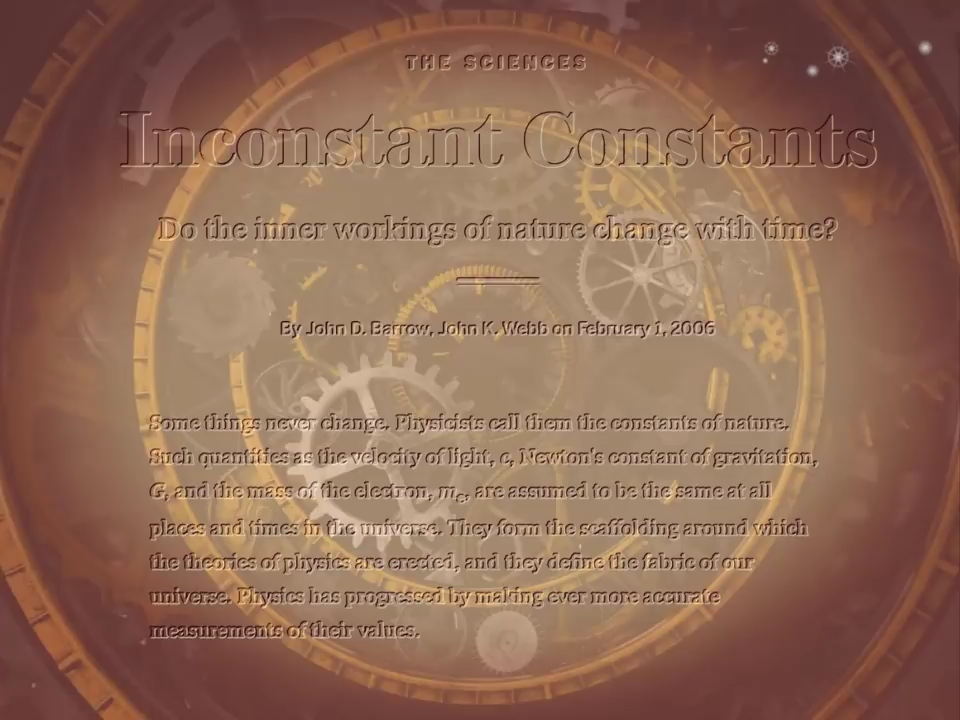 THE SCIENCES
Inconstant Constants
Do the inner workings of nature change with time?
By John D. Barrow, John K. Webb on February 1, 2006
Some things never change. Physicists call them the constants of nature.
Such quantities as the velocity of light, c, Newton's constant of gravitation,
G, and the mass of the electron, mₑ, are assumed to be the same at all
places and times in the universe. They form the scaffolding around which
the theories of physics are erected, and they define the fabric of our
universe. Physics has progressed by making ever more accurate
measurements of their values.